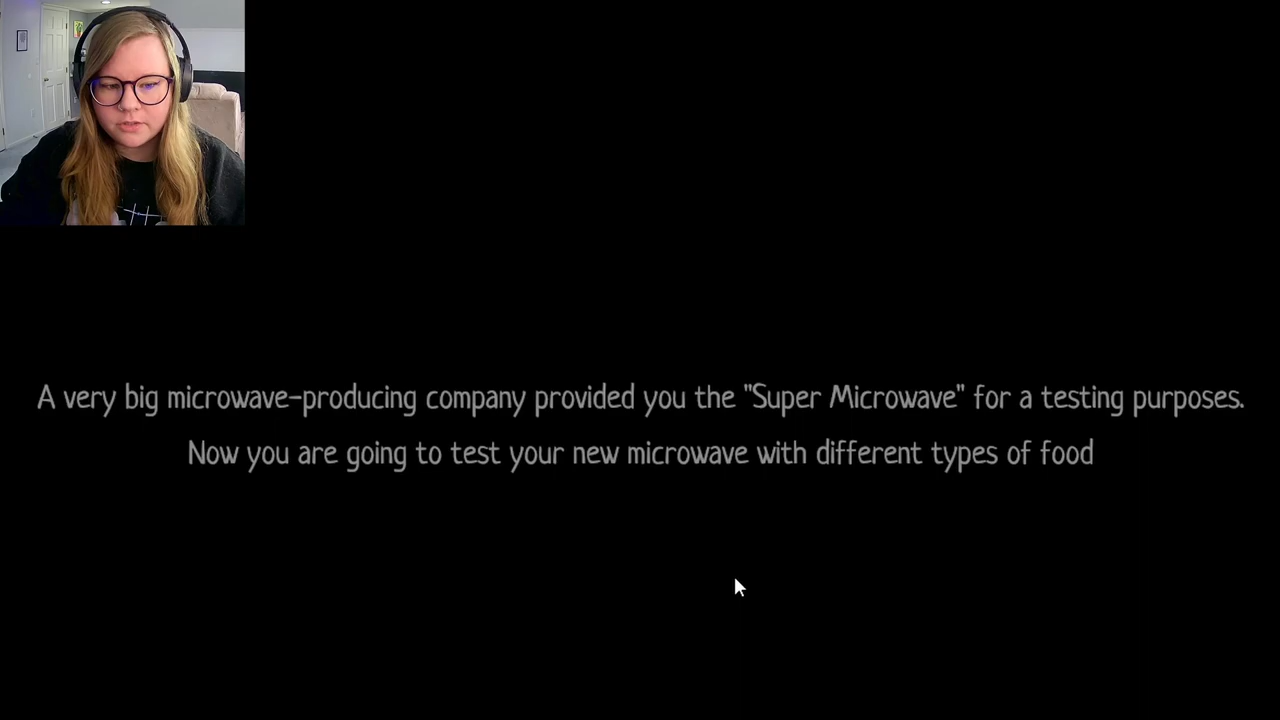 A very big microwave-producing company provided you the "Super Microwave" for a testing purposes.
Now you are going to test your new microwave with different types of food